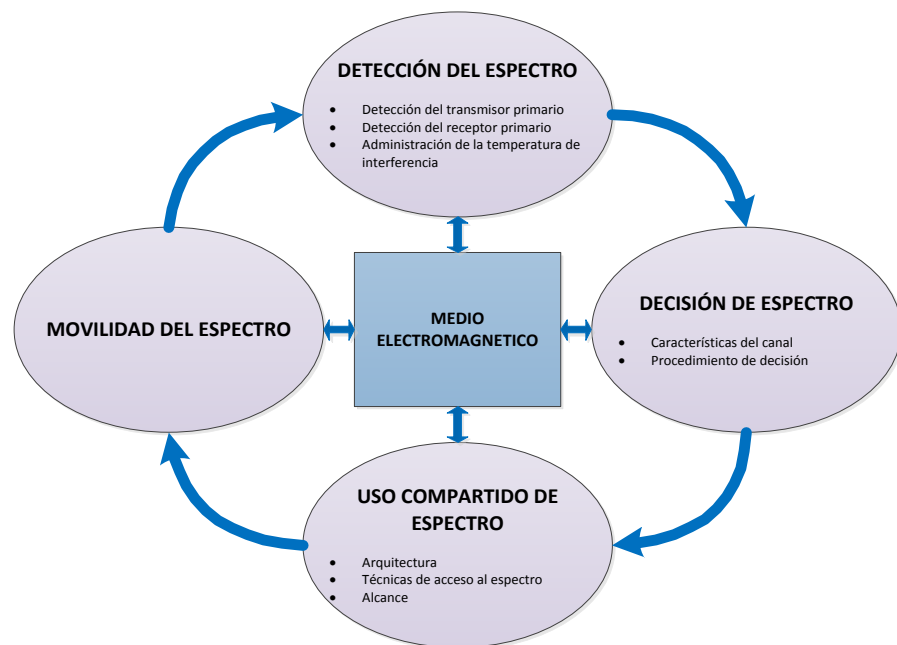 DETECCIÓN DEL ESPECTRO
• Detección del transmisor primario
• Detección del receptor primario
• Administración de la temperatura de
interferencia
DECISIÓN DE ESPECTRO
• Características del canal
• Procedimiento de decisión
MOVILIDAD DEL ESPECTRO
MEDIO
ELECTROMAGNETICO
USO COMPARTIDO DE
ESPECTRO
• Arquitectura
• Técnicas de acceso al espectro
• Alcance